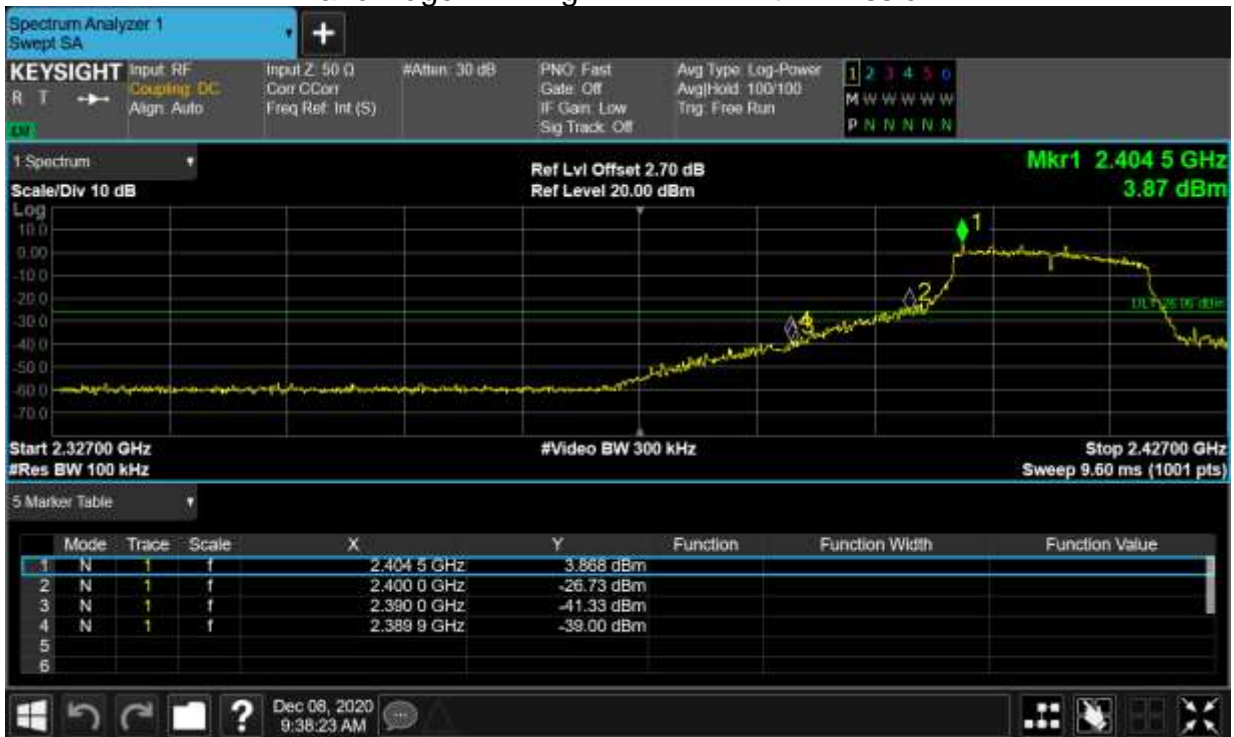 Spectrum Analyzer 1
Swept SA
+
KEYSIGHT
R T
Input: RF
Coupling: DC
Align: Auto
Input Z: 50 Ω
Corr CCorr
Freq Ref: Int (S)
#Atten: 30 dB
PNO: Fast
Gate: Off
IF Gain: Low
Sig Track: Off
Avg Type: Log-Power
Avg|Hold: 100/100
Trig: Free Run
1 2 3 4 5 6
M W W W W W
P N N N N N
1 Spectrum
Scale/Div 10 dB
Ref Lvl Offset 2.70 dB
Ref Level 20.00 dBm
Mkr1 2.404 5 GHz
3.87 dBm
Log
10.0
0.00
-10.0
-20.0
-30.0
-40.0
-50.0
-60.0
-70.0
1
2
Start 2.32700 GHz
#Video BW 300 kHz
Stop 2.42700 GHz
#Res BW 100 kHz
Sweep 9.60 ms (1001 pts)
5 Marker Table
Mode Trace Scale X Y Function Function Width Function Value
1 N 1 f 2.404 5 GHz 3.868 dBm
2 N 1 f 2.400 0 GHz -26.73 dBm
3 N 1 f 2.390 0 GHz -41.33 dBm
4 N 1 f 2.389 9 GHz -39.00 dBm
5
6
?
Dec 08, 2020
9:38:23 AM